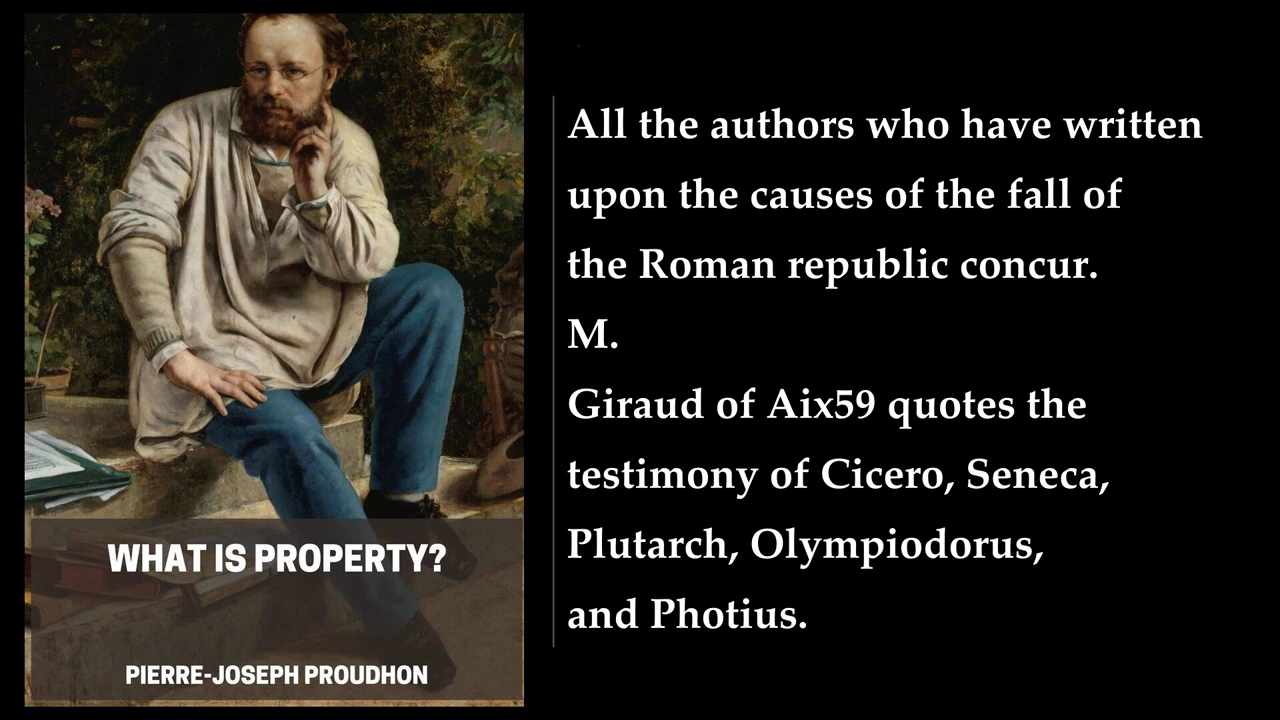 WHAT IS PROPERTY?
PIERRE-JOSEPH PROUDHON
All the authors who have written
upon the causes of the fall of
the Roman republic concur.
M.
Giraud of Aix59 quotes the
testimony of Cicero, Seneca,
Plutarch, Olympiodorus,
and Photius.